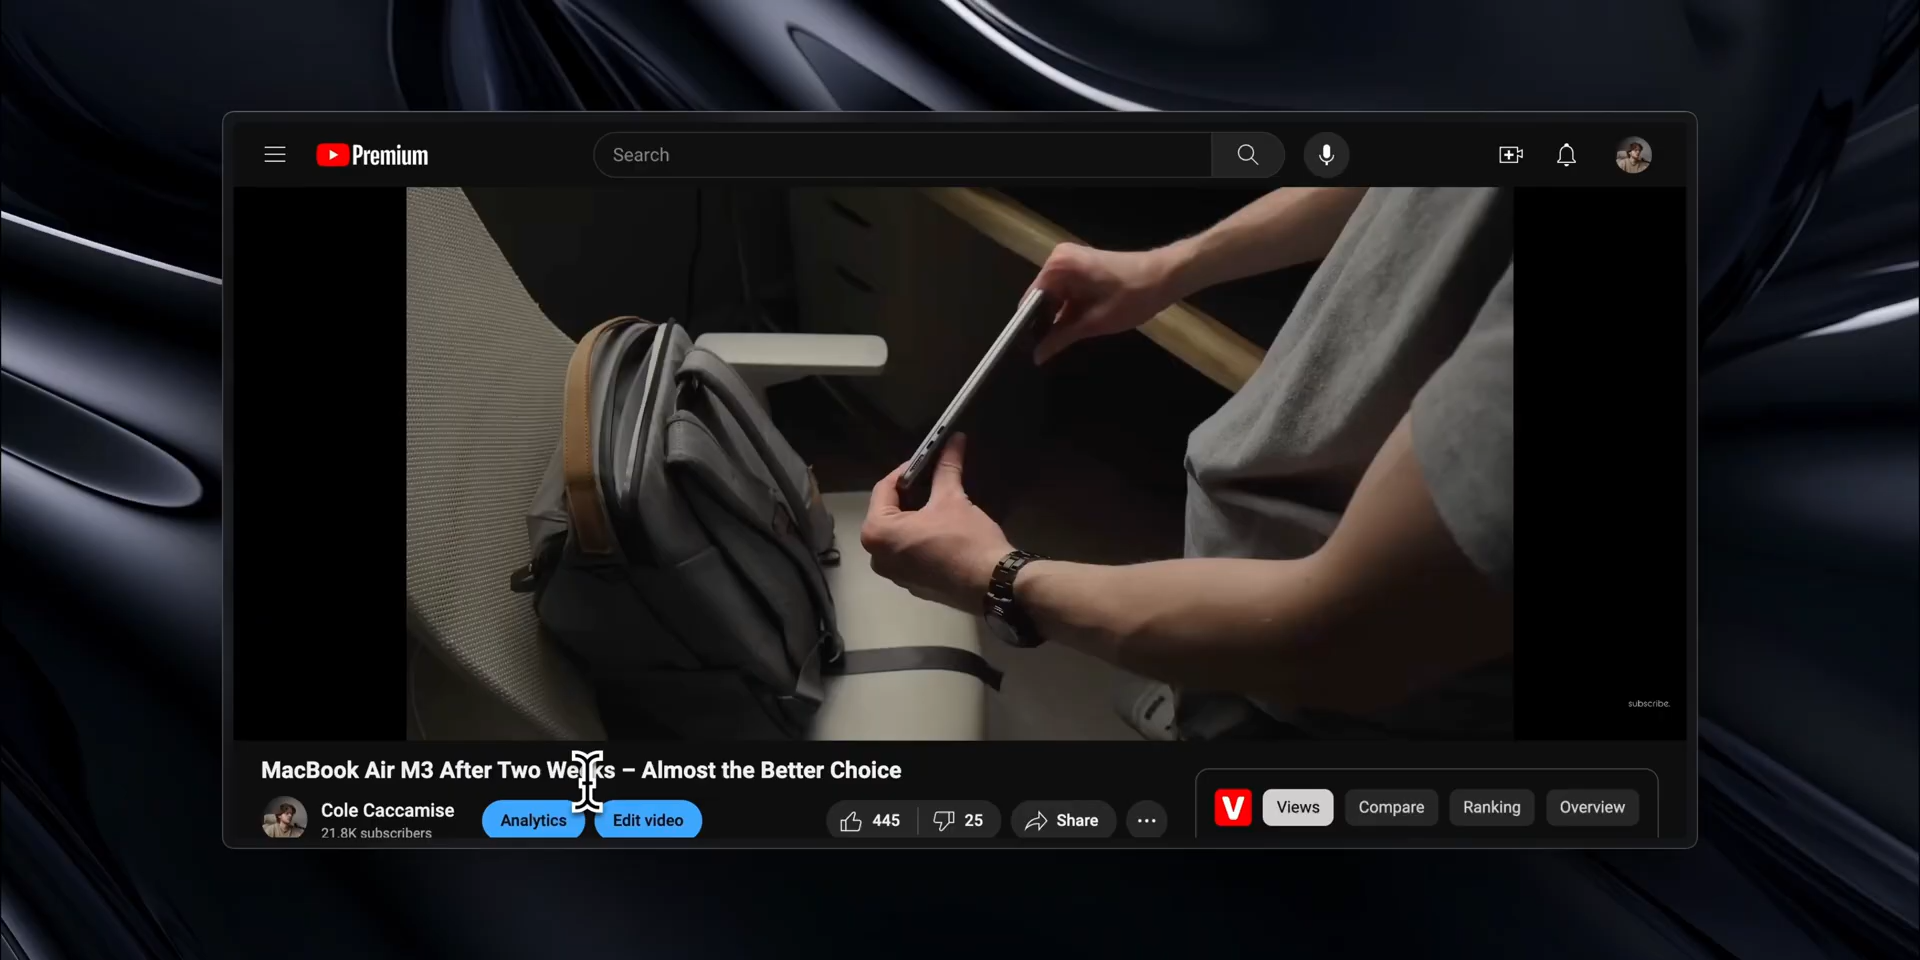 Premium
Search
subscribe.
MacBook Air M3 After Two Weeks – Almost the Better Choice
Cole Caccamise
21.8K subscribers
Analytics
Edit video
445
25
Share
V
Views
Compare
Ranking
Overview